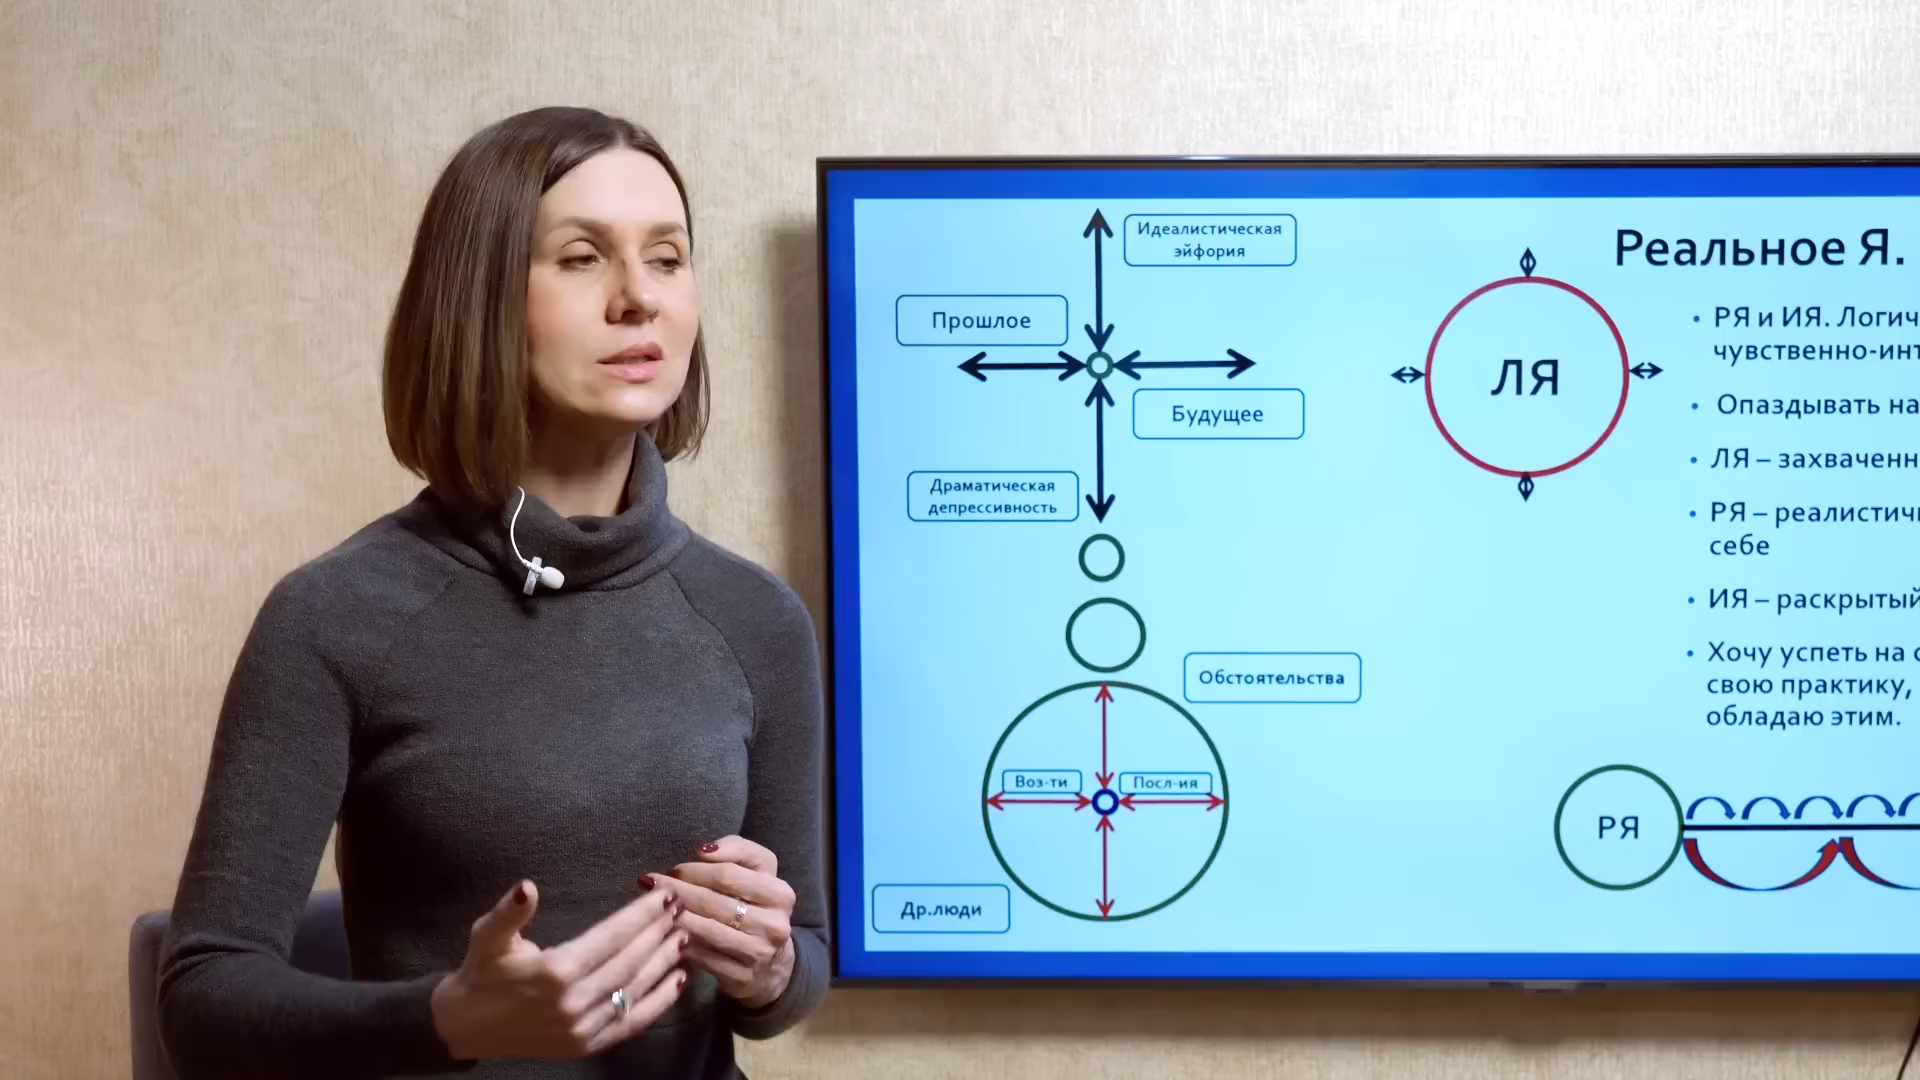 Идеалистическая
эйфория
Прошлое
Будущее
Драматическая
депрессивность
Обстоятельства
Воз-ти
Посл-ия
Др.люди
ЛЯ
Реальное Я.
• РЯ и ИЯ. Логич
чувственно-инт
• Опаздывать на
• ЛЯ – захваченн
• РЯ – реалистич
себе
• ИЯ – раскрытый
• Хочу успеть на с
свою практику,
обладаю этим.
РЯ